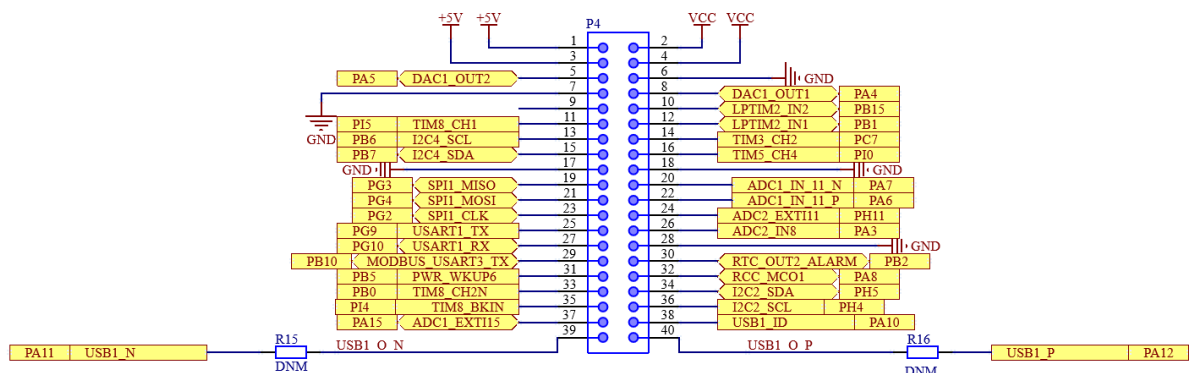 +5V +5V P4 VCC VCC
1 2
3 4
PA5 DAC1_OUT2 5 6 GND
7 8 DAC1_OUT1 PA4
9 10 LPTIM2_IN2 PB15
PI5 TIM8_CH1 11 12 LPTIM2_IN1 PB1
GND PB6 I2C4_SCL 13 14 TIM3_CH2 PC7
PB7 I2C4_SDA 15 16 TIM5_CH4 PI0
GND 17 18 GND
PG3 SPI1_MISO 19 20 ADC1_IN_11_N PA7
PG4 SPI1_MOSI 21 22 ADC1_IN_11_P PA6
PG2 SPI1_CLK 23 24 ADC2_EXTI11 PH11
PG9 USART1_TX 25 26 ADC2_IN8 PA3
PG10 USART1_RX 27 28 GND
PB10 MODBUS_USART3_TX 29 30 RTC_OUT2_ALARM PB2
PB5 PWR_WKUP6 31 32 RCC_MCO1 PA8
PB0 TIM8_CH2N 33 34 I2C2_SDA PH5
PI4 TIM8_BKIN 35 36 I2C2_SCL PH4
PA15 ADC1_EXTI15 37 38 USB1_ID PA10
39 40
R15 USB1_O_N USB1_O_P R16
PA11 USB1_N USB1_P PA12
DNM DNM